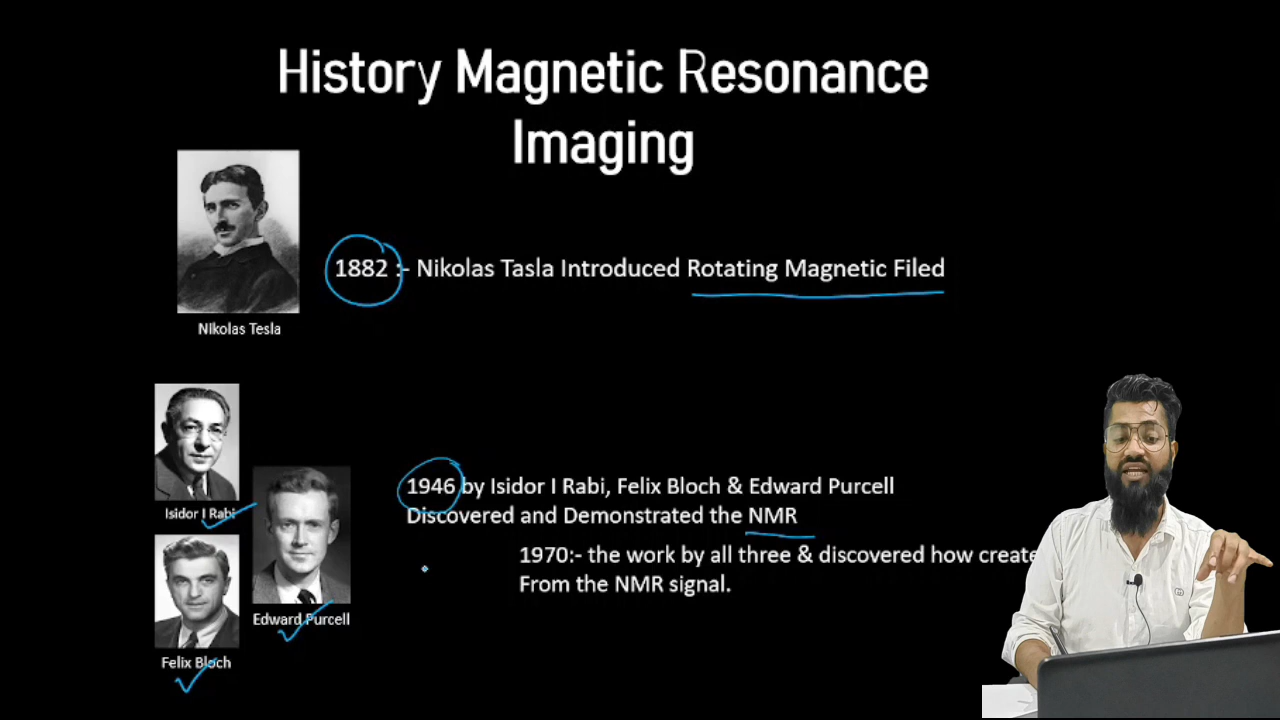 History Magnetic Resonance
Imaging
1882 :- Nikolas Tasla Introduced Rotating Magnetic Filed
Nikolas Tesla
Isidor I Rabi
Edward Purcell
Felix Bloch
1946 by Isidor I Rabi, Felix Bloch & Edward Purcell
Discovered and Demonstrated the NMR
1970:- the work by all three & discovered how create
From the NMR signal.